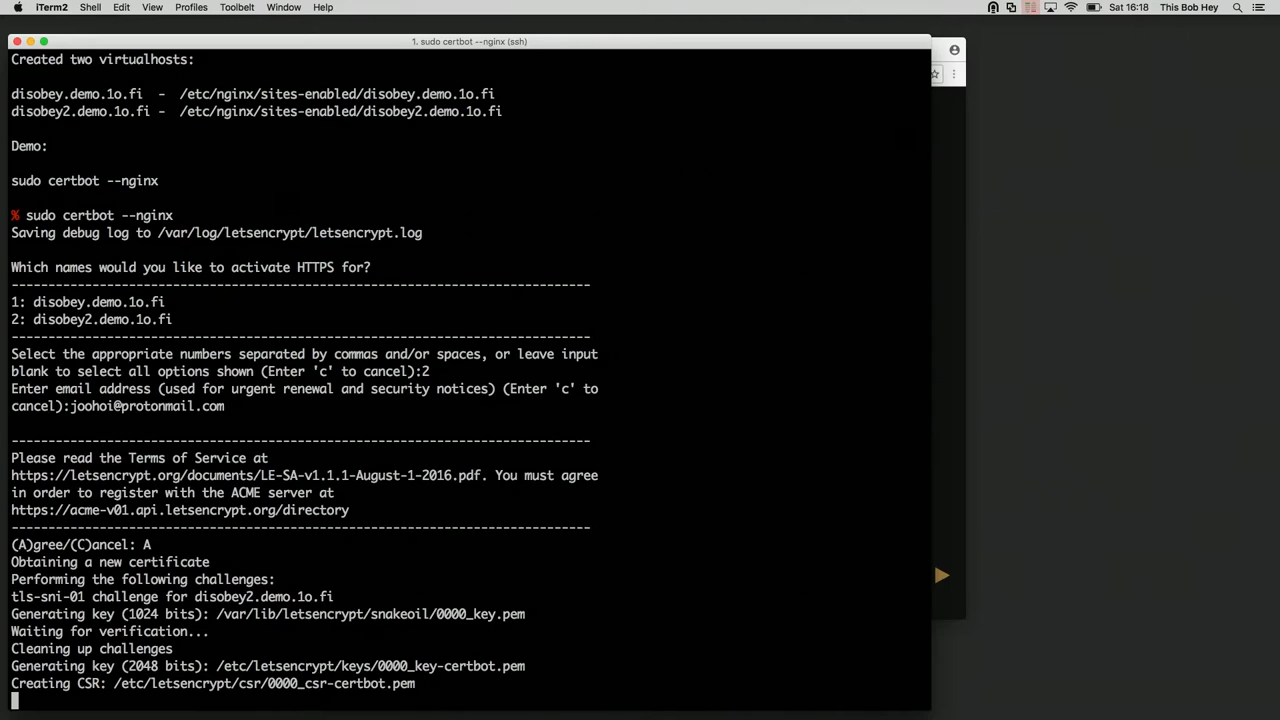 iTerm2 Shell Edit View Profiles Toolbelt Window Help Sat 16:18 This Bob Hey
1. sudo certbot --nginx (ssh)
Created two virtualhosts:
disobey.demo.1o.fi - /etc/nginx/sites-enabled/disobey.demo.1o.fi
disobey2.demo.1o.fi - /etc/nginx/sites-enabled/disobey2.demo.1o.fi
Demo:
sudo certbot --nginx
% sudo certbot --nginx
Saving debug log to /var/log/letsencrypt/letsencrypt.log
Which names would you like to activate HTTPS for?
-------------------------------------------------------------------------------
1: disobey.demo.1o.fi
2: disobey2.demo.1o.fi
-------------------------------------------------------------------------------
Select the appropriate numbers separated by commas and/or spaces, or leave input
blank to select all options shown (Enter 'c' to cancel):2
Enter email address (used for urgent renewal and security notices) (Enter 'c' to
cancel):joohoi@protonmail.com
-------------------------------------------------------------------------------
Please read the Terms of Service at
https://letsencrypt.org/documents/LE-SA-v1.1.1-August-1-2016.pdf. You must agree
in order to register with the ACME server at
https://acme-v01.api.letsencrypt.org/directory
-------------------------------------------------------------------------------
(A)gree/(C)ancel: A
Obtaining a new certificate
Performing the following challenges:
tls-sni-01 challenge for disobey2.demo.1o.fi
Generating key (1024 bits): /var/lib/letsencrypt/snakeoil/0000_key.pem
Waiting for verification...
Cleaning up challenges
Generating key (2048 bits): /etc/letsencrypt/keys/0000_key-certbot.pem
Creating CSR: /etc/letsencrypt/csr/0000_csr-certbot.pem